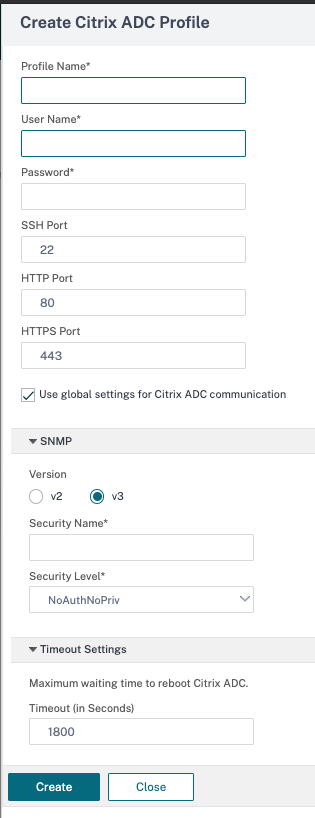 Create Citrix ADC Profile
Profile Name*
User Name*
Password*
SSH Port
22
HTTP Port
80
HTTPS Port
443
Use global settings for Citrix ADC communication
SNMP
Version
v2 v3
Security Name*
Security Level*
NoAuthNoPriv
Timeout Settings
Maximum waiting time to reboot Citrix ADC.
Timeout (in Seconds)
1800
Create Close